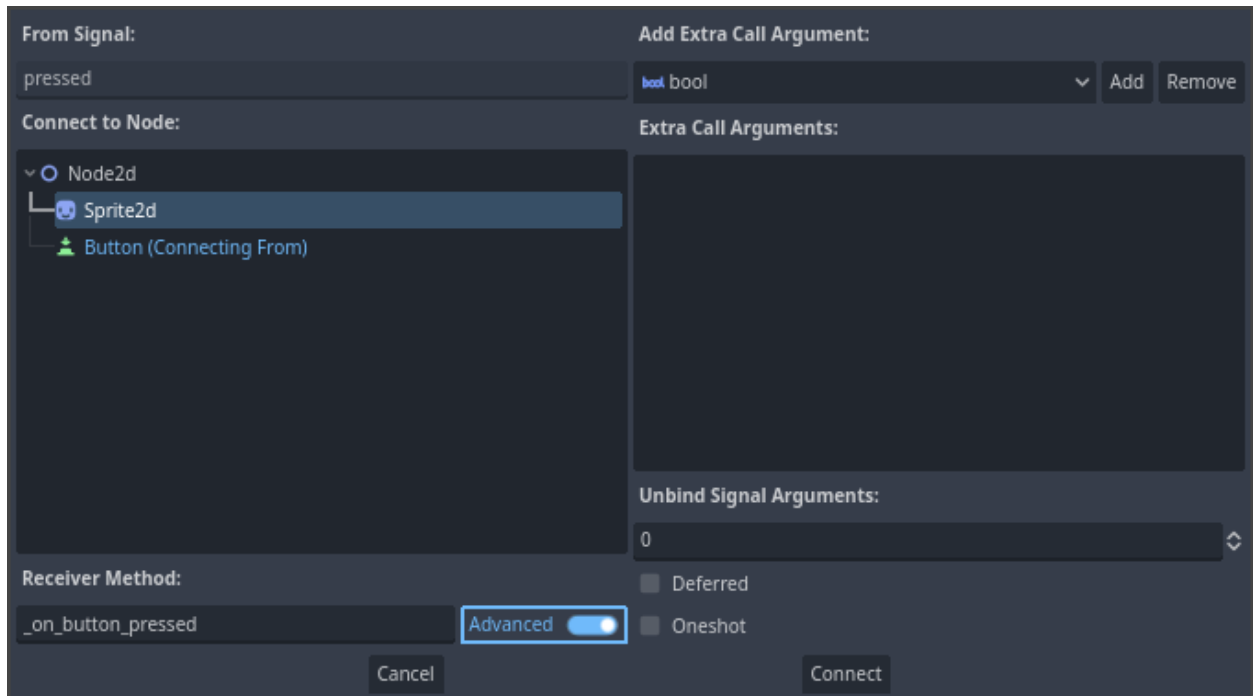 From Signal:
pressed
Connect to Node:
Node2d
Sprite2d
Button (Connecting From)
Receiver Method:
_on_button_pressed
Advanced
Add Extra Call Argument:
bool bool
Add
Remove
Extra Call Arguments:
Unbind Signal Arguments:
0
Deferred
Oneshot
Cancel
Connect